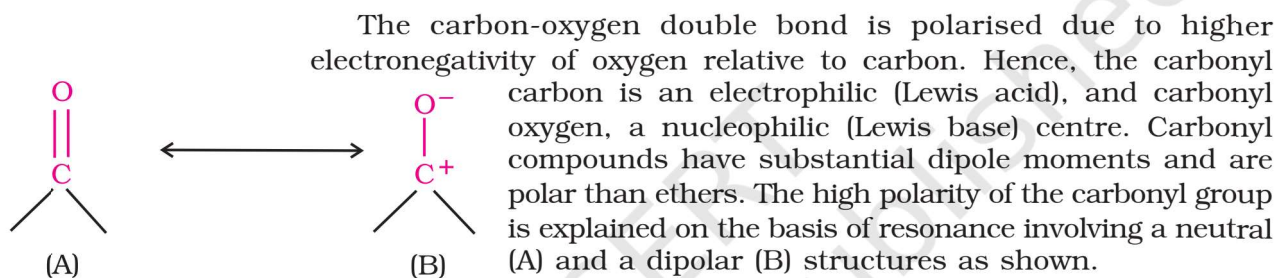 The carbon-oxygen double bond is polarised due to higher
electronegativity of oxygen relative to carbon. Hence, the carbonyl
carbon is an electrophilic (Lewis acid), and carbonyl
oxygen, a nucleophilic (Lewis base) centre. Carbonyl
compounds have substantial dipole moments and are
polar than ethers. The high polarity of the carbonyl group
is explained on the basis of resonance involving a neutral
(A) and a dipolar (B) structures as shown.
O
C
(A)
O−
C+
(B)